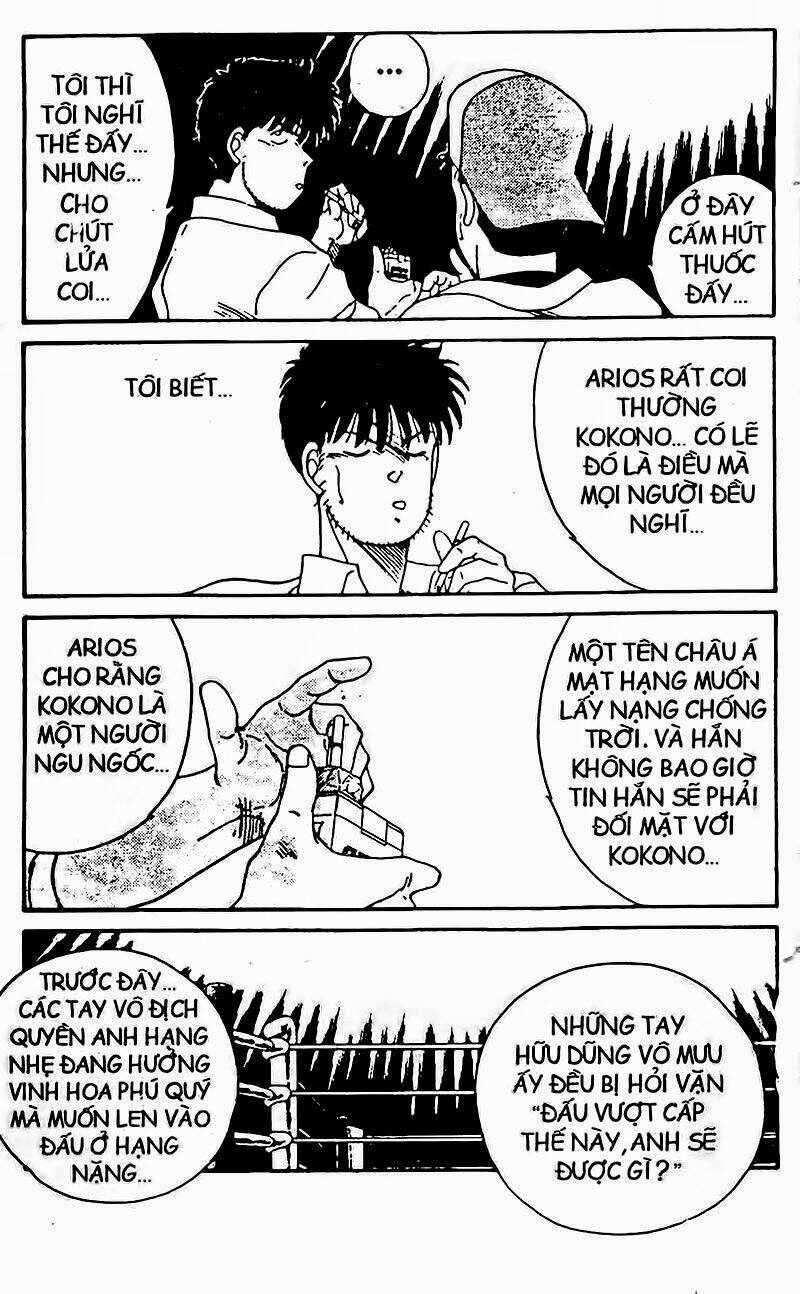 TÔI THÌ
TÔI NGHĨ
THẾ ĐẤY...
NHƯNG...
CHO
CHÚT
LỬA
COI...
...
Ở ĐÂY
CẤM HÚT
THUỐC
ĐẤY...
TÔI BIẾT...
ARIOS RẤT COI
THƯỜNG
KOKONO... CÓ LẼ
ĐÓ LÀ ĐIỀU MÀ
MỌI NGƯỜI ĐỀU
NGHĨ...
ARIOS
CHO RẰNG
KOKONO LÀ
MỘT NGƯỜI
NGU NGỐC...
MỘT TÊN CHÂU Á
MẠT HẠNG MUỐN
LẤY NẠNG CHỐNG
TRỜI. VÀ HẮN
KHÔNG BAO GIỜ
TIN HẮN SẼ PHẢI
ĐỐI MẶT VỚI
KOKONO...
TRƯỚC ĐÂY...
CÁC TAY VÔ ĐỊCH
QUYỀN ANH HẠNG
NHẸ ĐANG HƯỞNG
VINH HOA PHÚ QUÝ
MÀ MUỐN LEN VÀO
ĐẤU Ở HẠNG
NẶNG...
NHỮNG TAY
HỮU DŨNG VÔ MƯU
ẤY ĐỀU BỊ HỎI VẶN
"ĐẤU VƯỢT CẤP
THẾ NÀY, ANH SẼ
ĐƯỢC GÌ?"